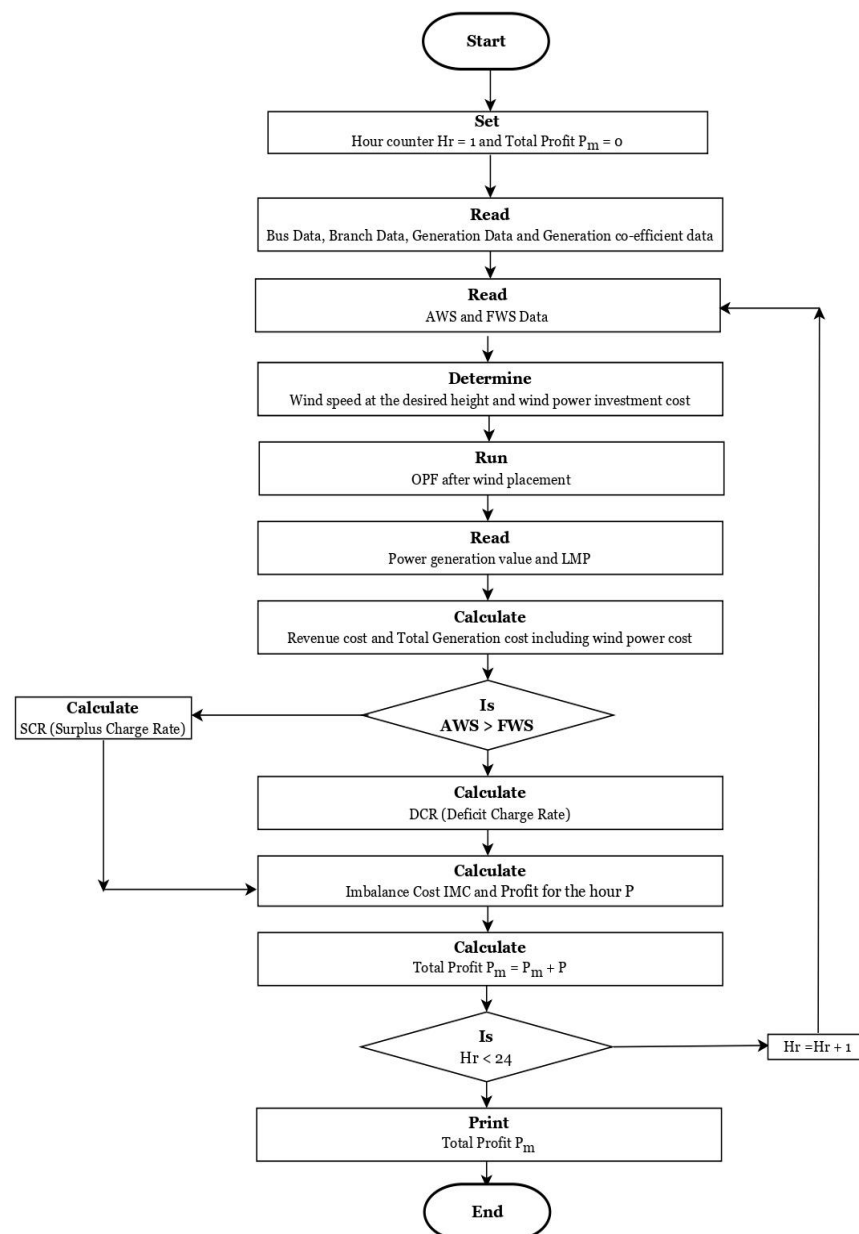 Start
Set
Hour counter Hr = 1 and Total Profit Pm = 0
Read
Bus Data, Branch Data, Generation Data and Generation co-efficient data
Read
AWS and FWS Data
Determine
Wind speed at the desired height and wind power investment cost
Run
OPF after wind placement
Read
Power generation value and LMP
Calculate
Revenue cost and Total Generation cost including wind power cost
Is
AWS > FWS
Calculate
SCR (Surplus Charge Rate)
Calculate
DCR (Deficit Charge Rate)
Calculate
Imbalance Cost IMC and Profit for the hour P
Calculate
Total Profit Pm = Pm + P
Is
Hr < 24
Hr =Hr + 1
Print
Total Profit Pm
End